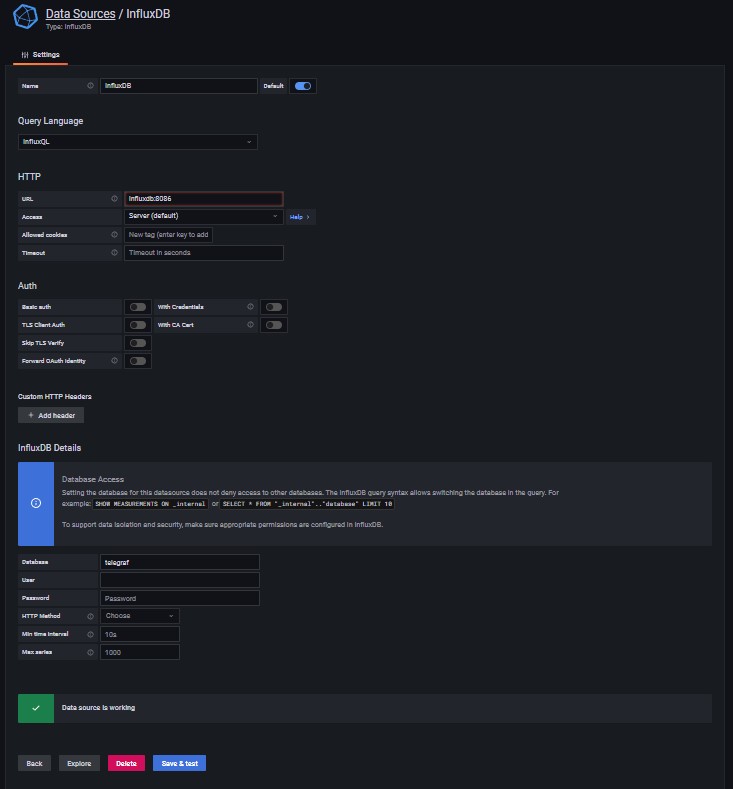 Data Sources / InfluxDB
Type: InfluxDB
Settings
Name InfluxDB Default
Query Language
InfluxQL
HTTP
URL influxdb:8086
Access Server (default) Help >
Allowed cookies New tag (enter key to add
Timeout Timeout in seconds
Auth
Basic auth With Credentials
TLS Client Auth With CA Cert
Skip TLS Verify
Forward OAuth Identity
Custom HTTP Headers
+ Add header
InfluxDB Details
Database Access
Setting the database for this datasource does not deny access to other databases. The InfluxDB query syntax allows switching the database in the query. For
example: SHOW MEASUREMENTS ON _internal or SELECT * FROM "_internal".."database" LIMIT 10
To support data isolation and security, make sure appropriate permissions are configured in InfluxDB.
Database telegraf
User
Password Password
HTTP Method Choose
Min time interval 10s
Max series 1000
Data source is working
Back Explore Delete Save & test